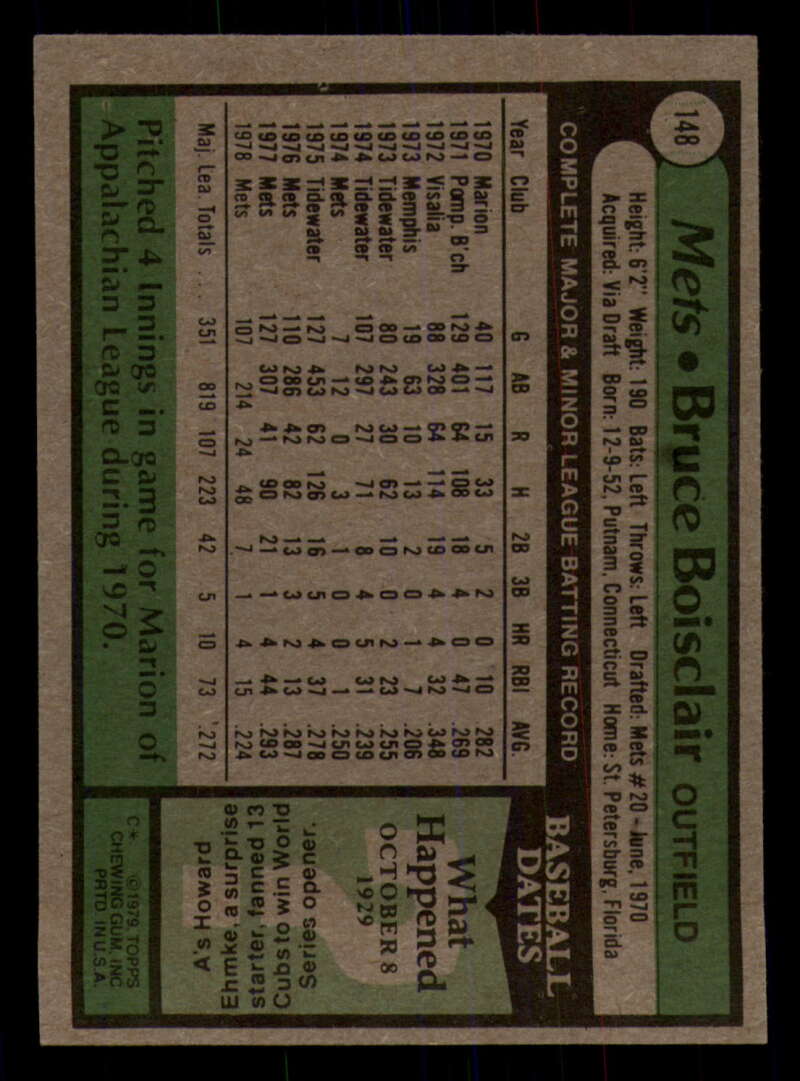 148
Mets • Bruce Boisclair OUTFIELD
Height: 6'2" Weight: 190 Bats: Left Throws: Left Drafted: Mets #20 - June, 1970
Acquired: Via Draft Born: 12-9-52, Putnam, Connecticut Home: St. Petersburg, Florida
COMPLETE MAJOR & MINOR LEAGUE BATTING RECORD
Year Club G AB R H 2B 3B HR RBI AVG.
1970 Marion 40 117 15 33 5 2 0 10 .282
1971 Pomp. B'ch 129 401 64 108 18 4 0 47 .269
1972 Visalia 88 328 64 114 19 4 4 32 .348
1973 Memphis 19 63 10 13 2 0 1 7 .206
1973 Tidewater 80 243 30 62 10 0 2 23 .255
1974 Tidewater 107 297 27 71 8 4 5 31 .239
1974 Mets 7 12 0 3 1 0 0 1 .250
1975 Tidewater 127 453 62 126 16 5 4 37 .278
1976 Mets 110 286 42 82 13 3 2 13 .287
1977 Mets 127 307 41 90 21 1 4 44 .293
1978 Mets 107 214 24 48 7 1 4 15 .224
Maj. Lea. Totals ... 351 819 107 223 42 5 10 73 .272
Pitched 4 Innings in game for Marion of
Appalachian League during 1970.
BASEBALL
DATES
What
Happened
OCTOBER 8
1929
A's Howard
Ehmke, a surprise
starter, fanned 13
Cubs to win World
Series opener.
C* ©1979 TOPPS
CHEWING GUM, INC
PRTD. IN U.S.A.